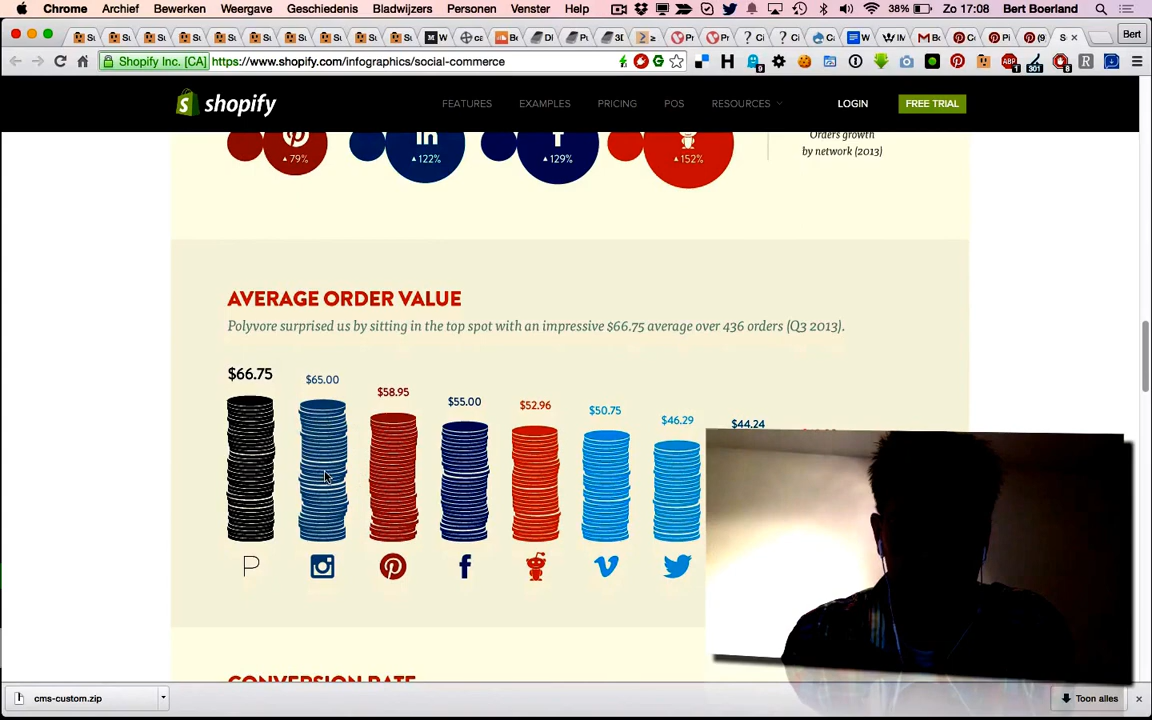 Chrome Archief Bewerken Weergave Geschiedenis Bladwijzers Personen Venster Help 38% Zo 17:08 Bert Boerland
Bert
Shopify Inc. [CA] https://www.shopify.com/infographics/social-commerce
shopify FEATURES EXAMPLES PRICING POS RESOURCES LOGIN FREE TRIAL
Orders growth
by network (2013)
▲79% ▲122% ▲129% ▲152%
AVERAGE ORDER VALUE
Polyvore surprised us by sitting in the top spot with an impressive $66.75 average over 436 orders (Q3 2013).
$66.75 $65.00 $58.95 $55.00 $52.96 $50.75 $46.29 $44.24
CONVERSION RATE
cms-custom.zip Toon alles